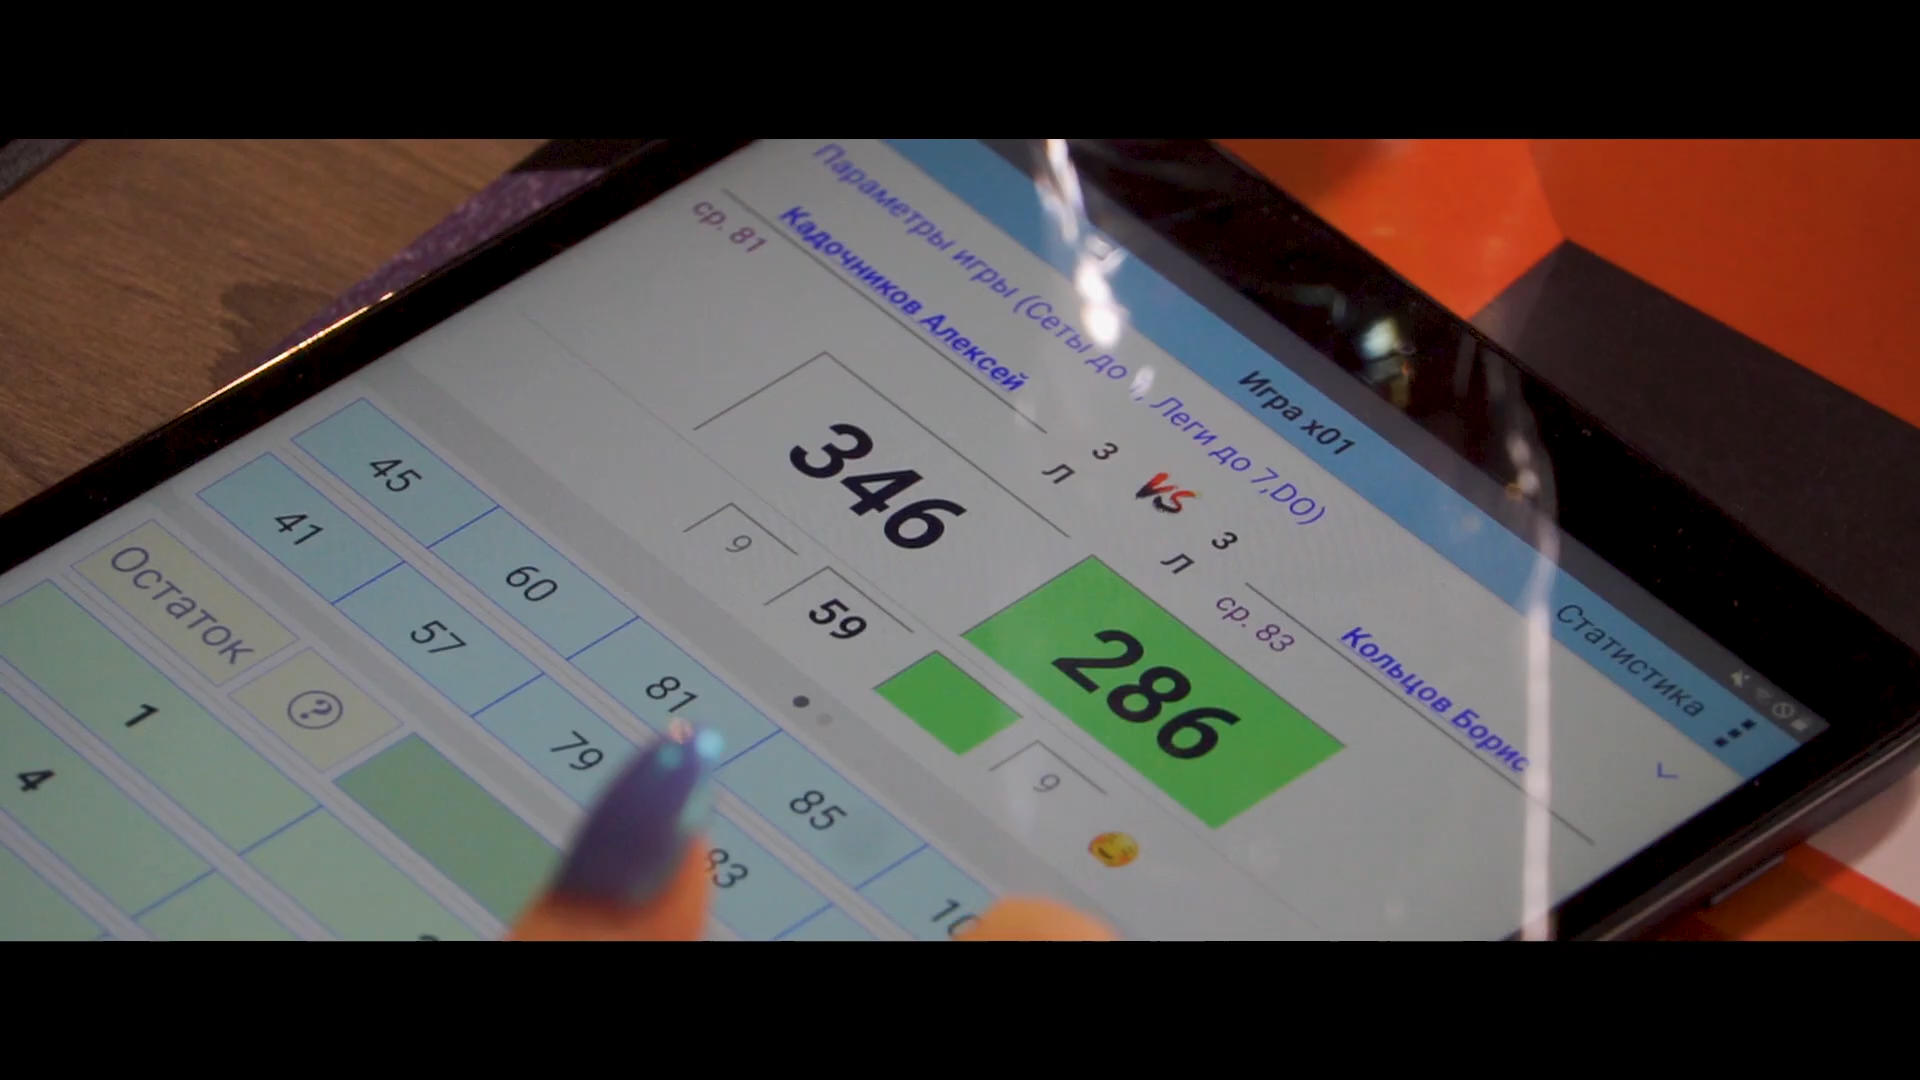 Игра x01
Статистика
Параметры игры (Сеты до
, Леги до 7,DO)
Кадочников Алексей
ср. 81
3
Л
VS
3
Л
Кольцов Борис
ср. 83
346
286
9
59
9
45
60
81
85
41
57
79
83
Остаток
?
1
4